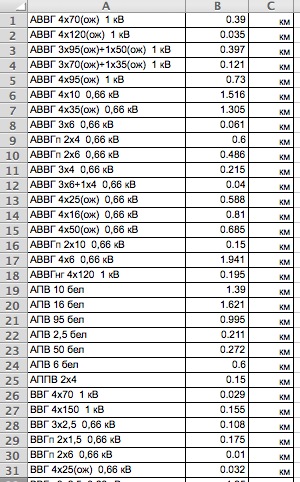 A B C
1 АВВГ 4х70(ож) 1 кВ 0.39 км
2 АВВГ 4х120(ож) 1 кВ 0.035 км
3 АВВГ 3х95(ож)+1х50(ож) 1 кВ 0.397 км
4 АВВГ 3х70(ож)+1х35(ож) 1 кВ 0.121 км
5 АВВГ 4х95(ож) 1 кВ 0.73 км
6 АВВГ 4х10 0,66 кВ 1.516 км
7 АВВГ 4х35(ож) 0,66 кВ 1.305 км
8 АВВГ 3х6 0,66 кВ 0.061 км
9 АВВГп 2х4 0,66 кВ 0.6 км
10 АВВГп 2х6 0,66 кВ 0.486 км
11 АВВГ 3х4 0,66 кВ 0.215 км
12 АВВГ 3х6+1х4 0,66 кВ 0.04 км
13 АВВГ 4х25(ож) 0,66 кВ 0.588 км
14 АВВГ 4х16(ож) 0,66 кВ 0.81 км
15 АВВГ 4х50(ож) 0,66 кВ 0.685 км
16 АВВГп 2х10 0,66 кВ 0.15 км
17 АВВГ 4х6 0,66 кВ 1.941 км
18 АВВГнг 4х120 1 кВ 0.195 км
19 АПВ 10 бел 1.39 км
20 АПВ 16 бел 1.621 км
21 АПВ 95 бел 0.995 км
22 АПВ 2,5 бел 0.211 км
23 АПВ 50 бел 0.272 км
24 АПВ 6 бел 0.6 км
25 АППВ 2х4 0.15 км
26 ВВГ 4х70 1 кВ 0.029 км
27 ВВГ 4х150 1 кВ 0.155 км
28 ВВГ 3х2,5 0,66 кВ 0.108 км
29 ВВГп 2х1,5 0,66 кВ 0.175 км
30 ВВГп 2х6 0,66 кВ 0.01 км
31 ВВГ 4х25(ож) 0,66 кВ 0.032 км